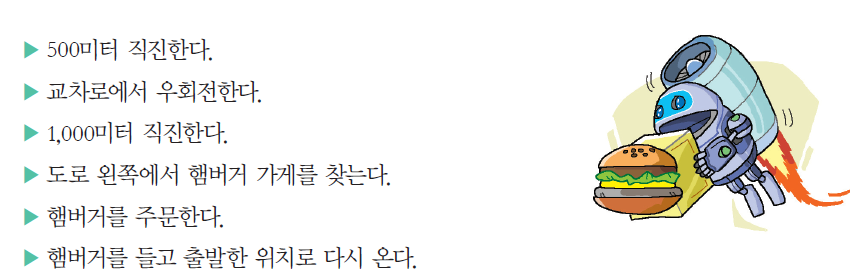 ▶ 500미터 직진한다.
▶ 교차로에서 우회전한다.
▶ 1,000미터 직진한다.
▶ 도로 왼쪽에서 햄버거 가게를 찾는다.
▶ 햄버거를 주문한다.
▶ 햄버거를 들고 출발한 위치로 다시 온다.